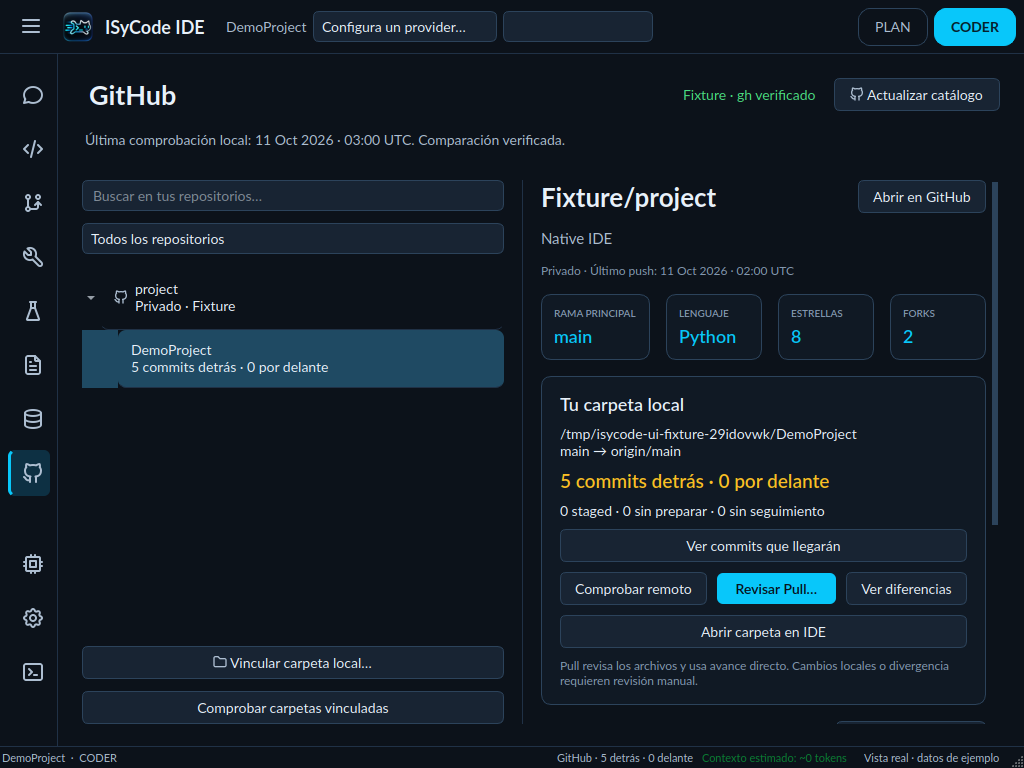 ISyCode IDE
DemoProject
Configura un provider...
PLAN
CODER
GitHub
Fixture · gh verificado
Actualizar catálogo
Última comprobación local: 11 Oct 2026 · 03:00 UTC. Comparación verificada.
Buscar en tus repositorios...
Todos los repositorios
project
Privado · Fixture
DemoProject
5 commits detrás · 0 por delante
Vincular carpeta local...
Comprobar carpetas vinculadas
Fixture/project
Abrir en GitHub
Native IDE
Privado · Último push: 11 Oct 2026 · 02:00 UTC
RAMA PRINCIPAL
main
LENGUAJE
Python
ESTRELLAS
8
FORKS
2
Tu carpeta local
/tmp/isycode-ui-fixture-29idovwk/DemoProject
main → origin/main
5 commits detrás · 0 por delante
0 staged · 0 sin preparar · 0 sin seguimiento
Ver commits que llegarán
Comprobar remoto
Revisar Pull...
Ver diferencias
Abrir carpeta en IDE
Pull revisa los archivos y usa avance directo. Cambios locales o divergencia
requieren revisión manual.
DemoProject · CODER
GitHub · 5 detrás · 0 delante
Contexto estimado: ~0 tokens
Vista real · datos de ejemplo